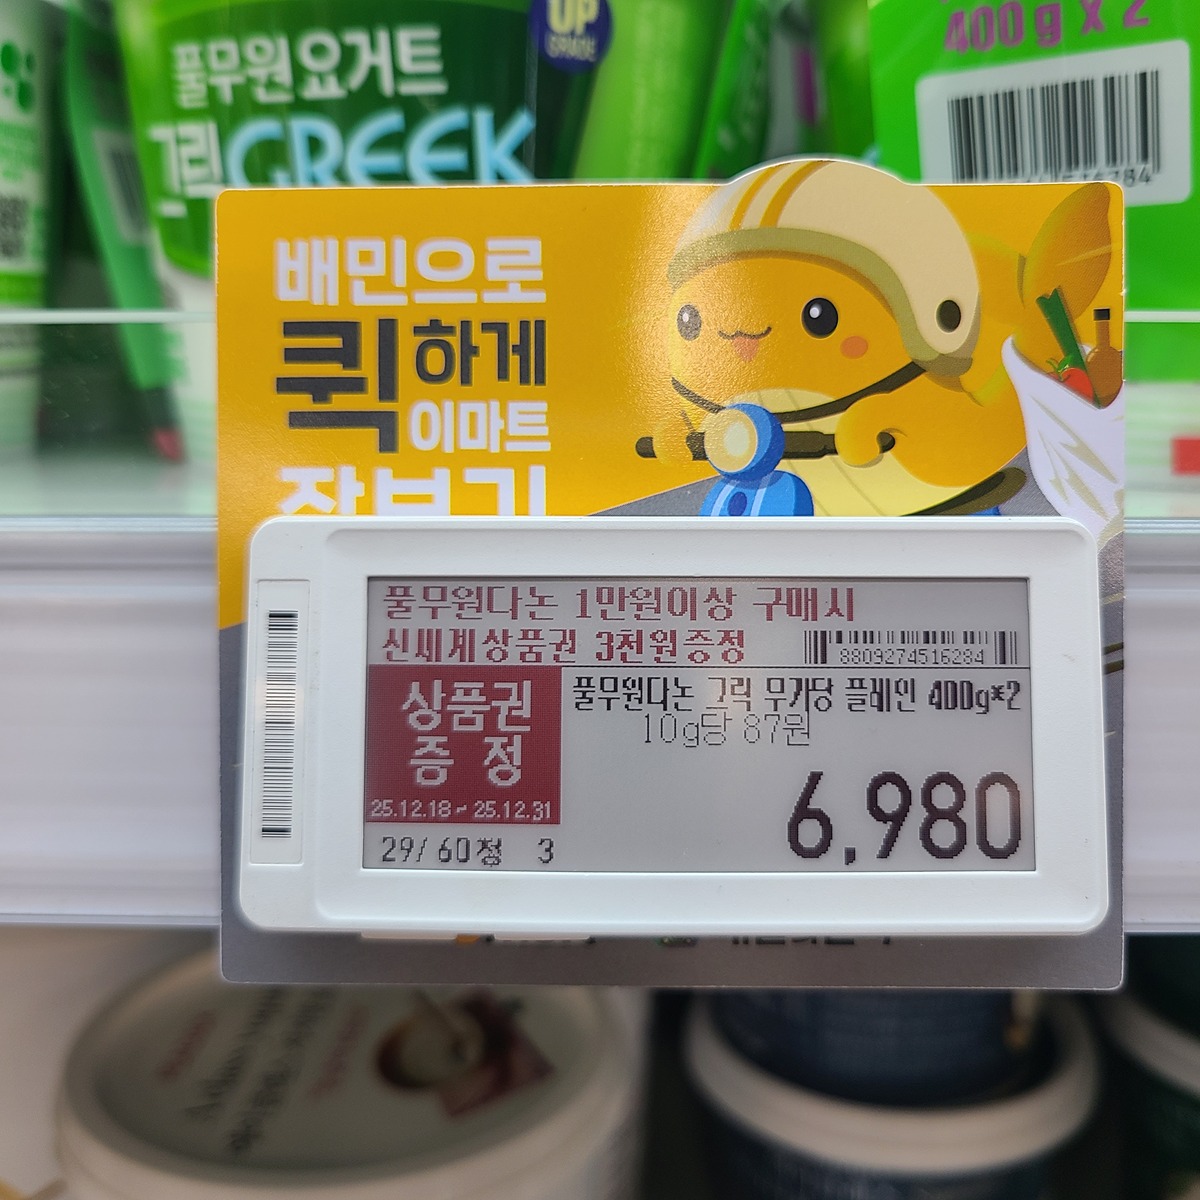 UP
GRADE
400g x 2
풀무원요거트
그릭GREEK
배민으로
퀵하게
이마트
장보기
풀무원다논 1만원이상 구매시
신세계상품권 3천원증정
8809274516284
상품권
증 정
25.12.18 ~ 25.12.31
풀무원다논 그릭 무가당 플레인 400g*2
10g당 87원
6,980
29/ 60정 3